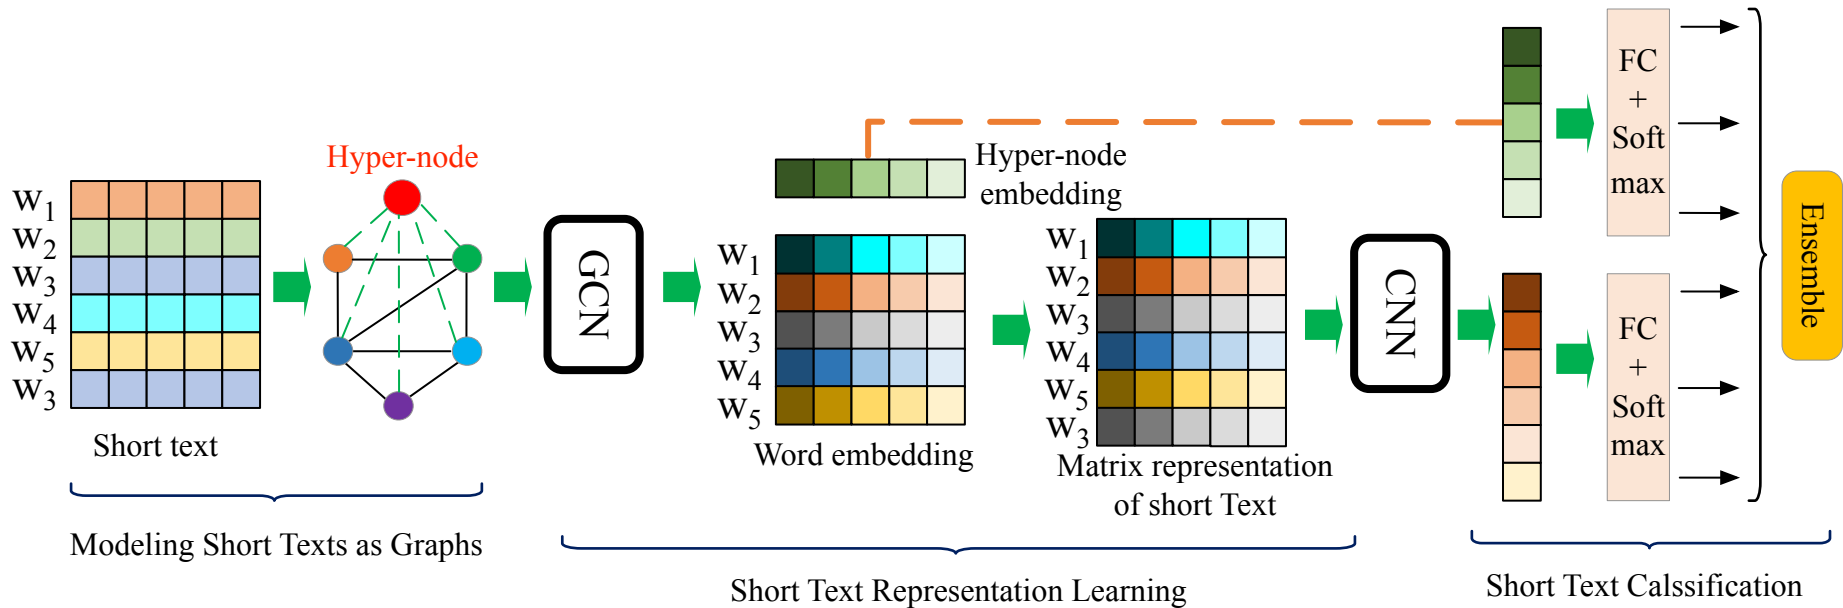 Hyper-node
w1
w2
w3
w4
w5
w3
Short text
Modeling Short Texts as Graphs
GCN
Hyper-node
embedding
w1
w2
w3
w4
w5
Word embedding
w1
w2
w3
w4
w5
w3
Matrix representation
of short Text
CNN
Short Text Representation Learning
FC
+
Soft
max
FC
+
Soft
max
Ensemble
Short Text Calssification